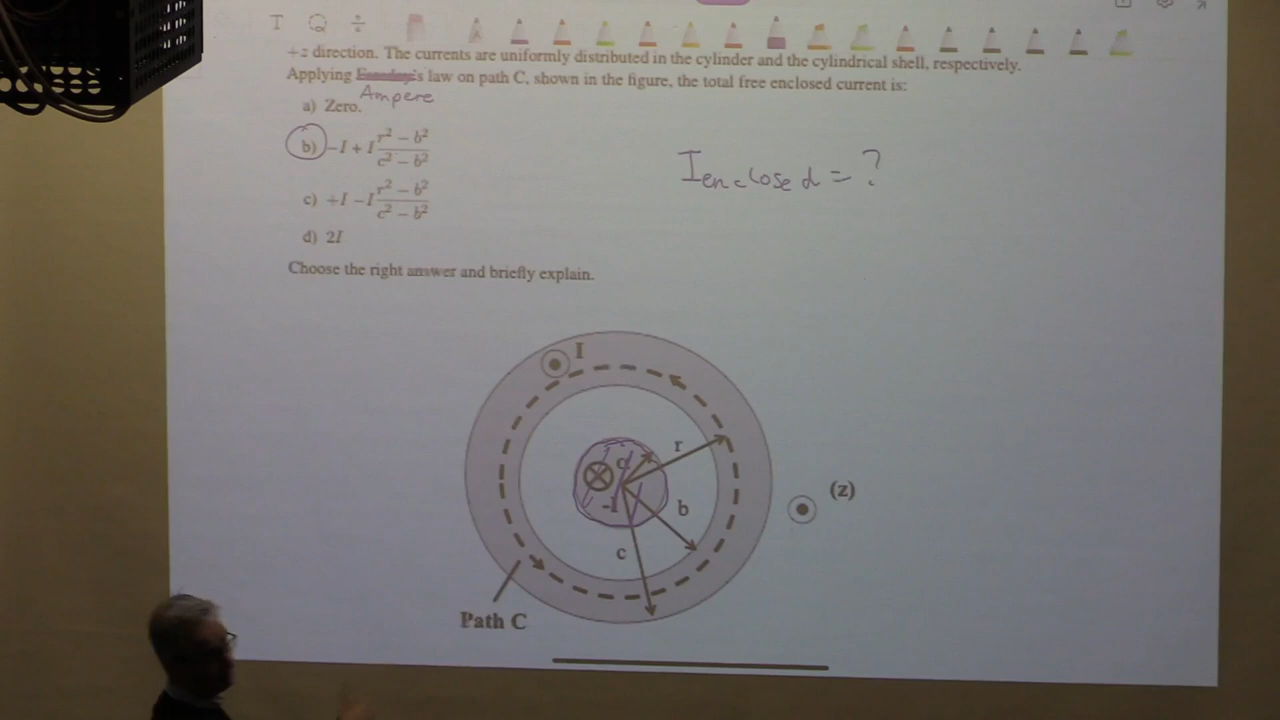 +z direction. The currents are uniformly distributed in the cylinder and the cylindrical shell, respectively.
Applying 's law on path C, shown in the figure, the total free enclosed current is:
Ampere
a) Zero.
b) -I + I r² - b² / c² - b²
c) +I - I r² - b² / c² - b²
d) 2I
I enclosed = ?
Choose the right answer and briefly explain.
I
r
a
-I
b
c
(z)
Path C